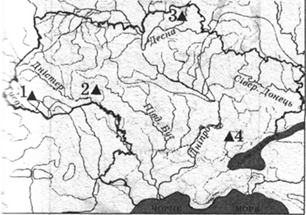 3
Десна
Дністер
1
2
Півд. Буг
Сівер. Донець
Дніпро
4
ЧОРНЕ МОРЕ